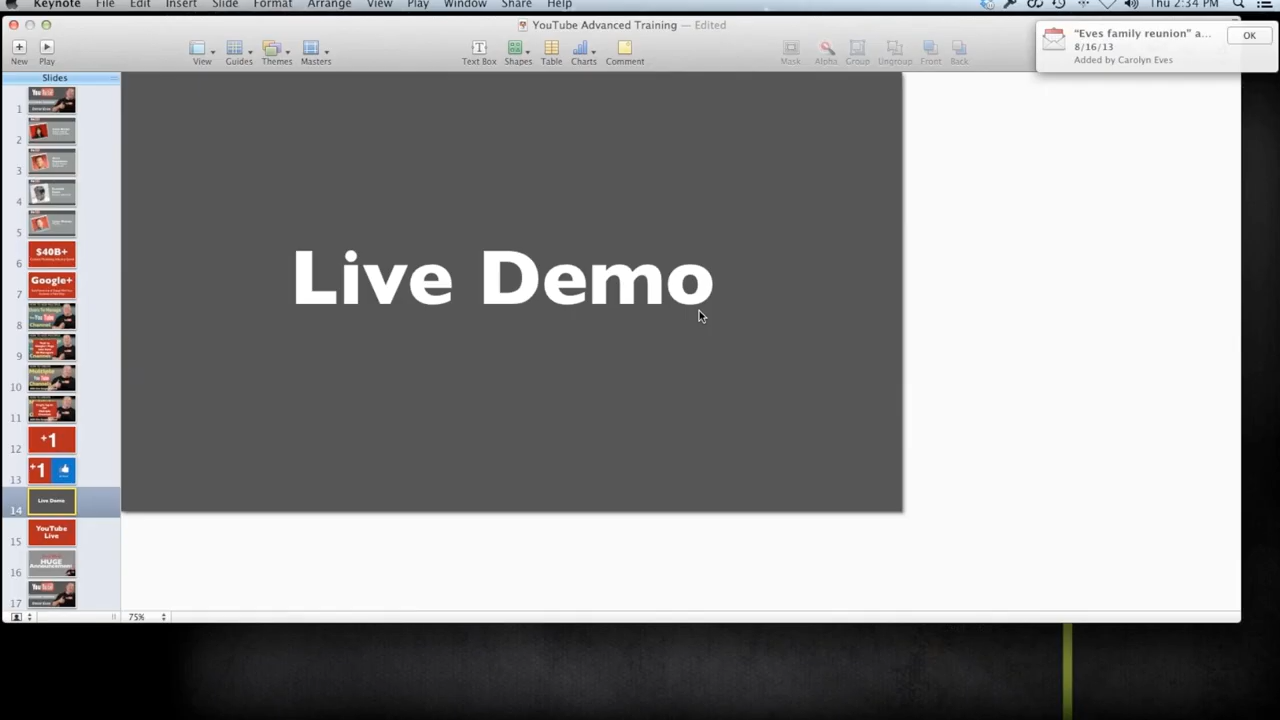 Keynote File Edit Insert Slide Format Arrange View Play Window Share Help Thu 2:34 PM
YouTube Advanced Training — Edited
"Eves family reunion" a...
OK
8/16/13
Added by Carolyn Eves
New Play View Guides Themes Masters Text Box Shapes Table Charts Comment Mask Alpha Group Ungroup Front Back
Slides
1
2
3
4
5
$40B+
6
Google+
7
8
Channel
9
Channel
10
11
+1
12
+1
13
Live Demo
14
YouTube
Live
15
HUGE
Announcement
16
17
Live Demo
75%